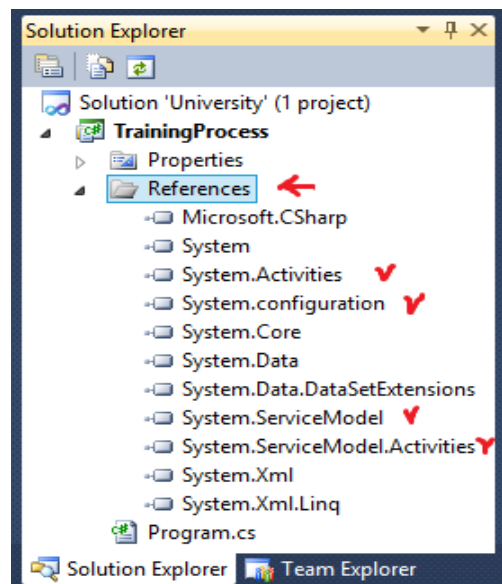 Solution Explorer
Solution 'University' (1 project)
C# TrainingProcess
Properties
References
Microsoft.CSharp
System
System.Activities
System.configuration
System.Core
System.Data
System.Data.DataSetExtensions
System.ServiceModel
System.ServiceModel.Activities
System.Xml
System.Xml.Linq
C# Program.cs
Solution Explorer Team Explorer